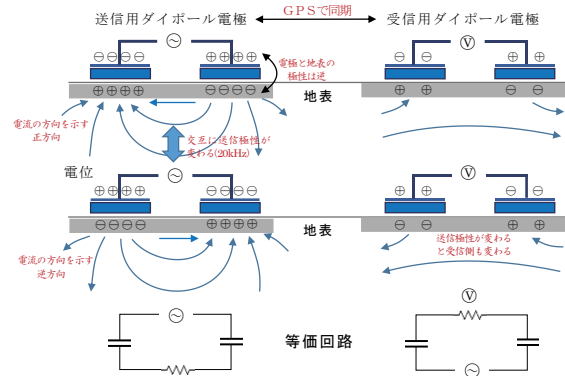 送信用ダイポール電極
GPSで同期
受信用ダイポール電極
～
Ⓥ
⊖⊖⊖⊖
⊕⊕⊕⊕
電極と地表の
極性は逆
⊖ ⊖
⊕ ⊕
⊕⊕⊕⊕
⊖⊖⊖⊖
地表
⊕ ⊕
⊖ ⊖
電流の方向を示す
正方向
交互に送信極性が
変わる(20kHz)
電位
～
Ⓥ
⊕⊕⊕⊕
⊖⊖⊖⊖
⊕ ⊕
⊖ ⊖
⊖⊖⊖⊖
⊕⊕⊕⊕
地表
⊖ ⊖
⊕ ⊕
電流の方向を示す
逆方向
送信極性が変わる
と受信側も変わる
～
Ⓥ
等価回路
～